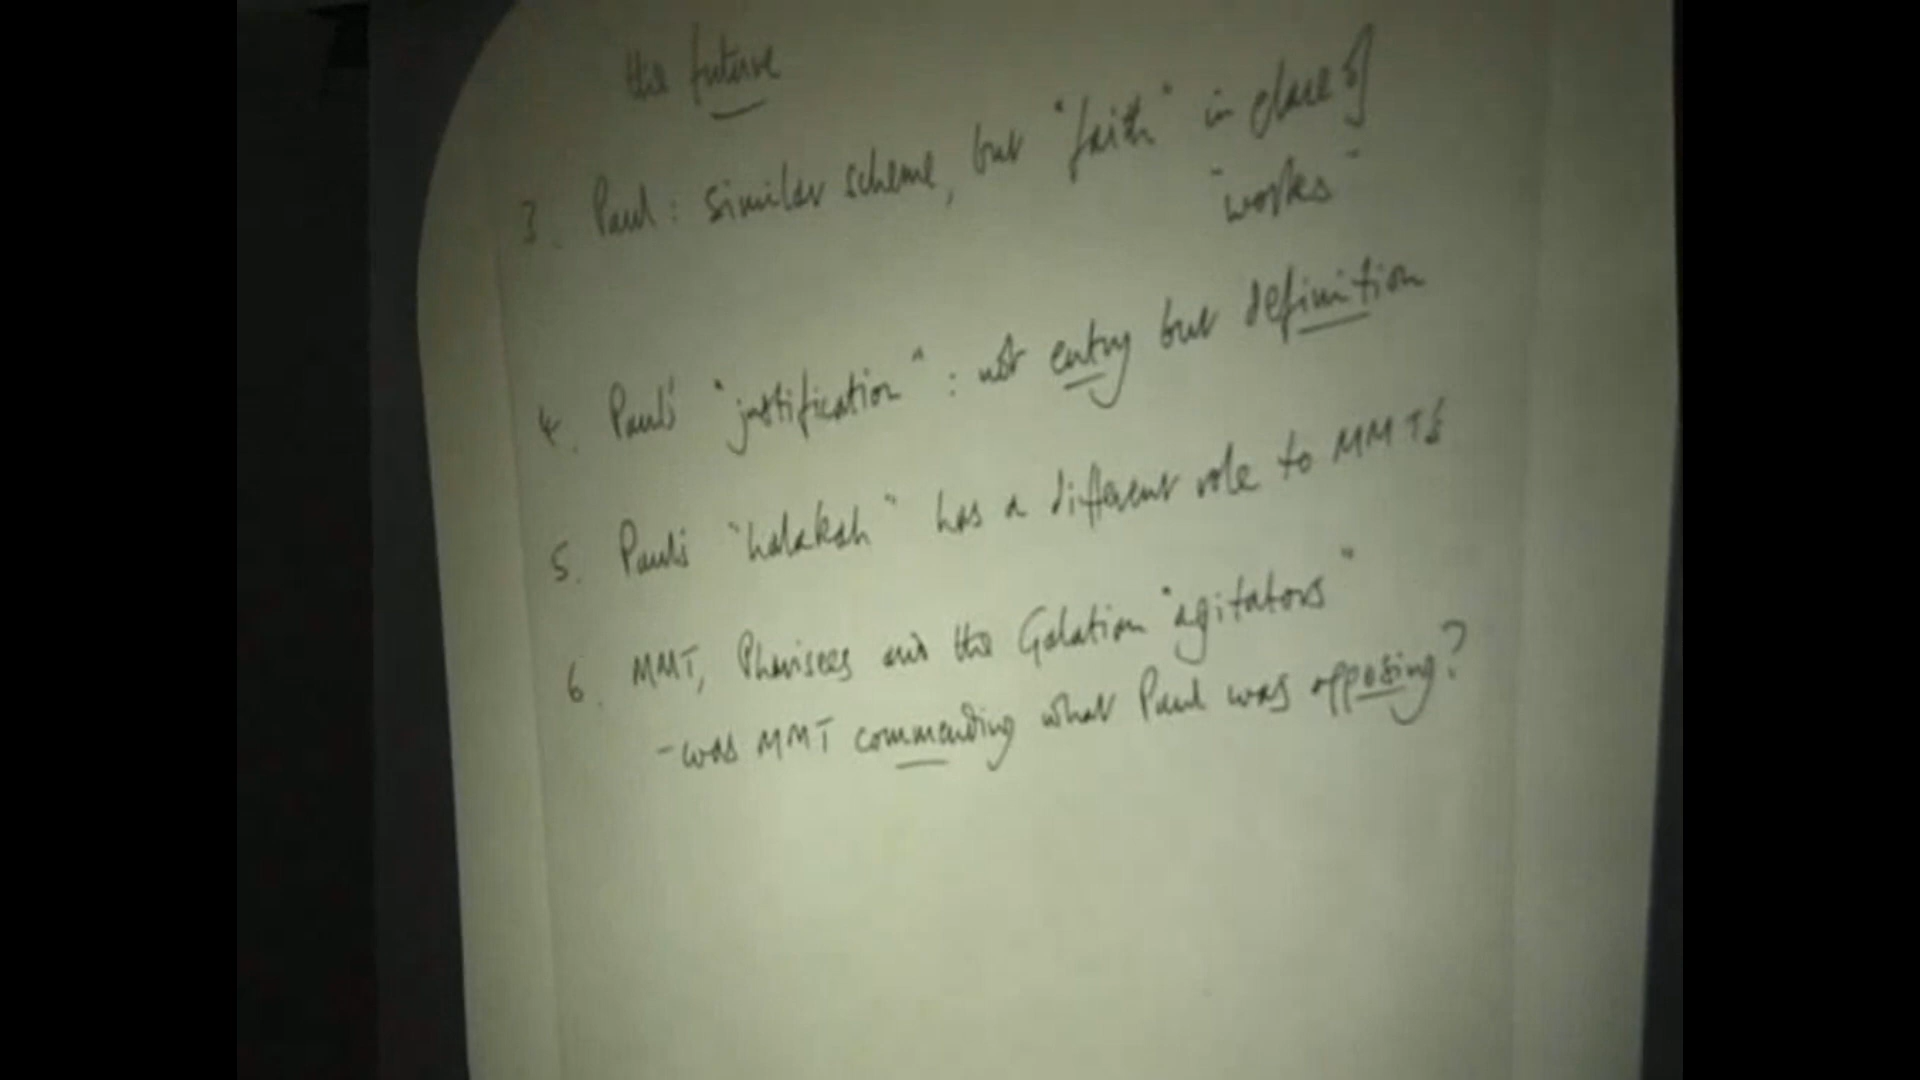 the future
3. Paul: similar scheme, but "faith" in place of
"works"
4. Paul's "justification": not entry but definition
5. Paul's "halakah" has a different role to MMT's
6. MMT, Pharisees and the Galatian "agitators"
- was MMT commending what Paul was opposing?